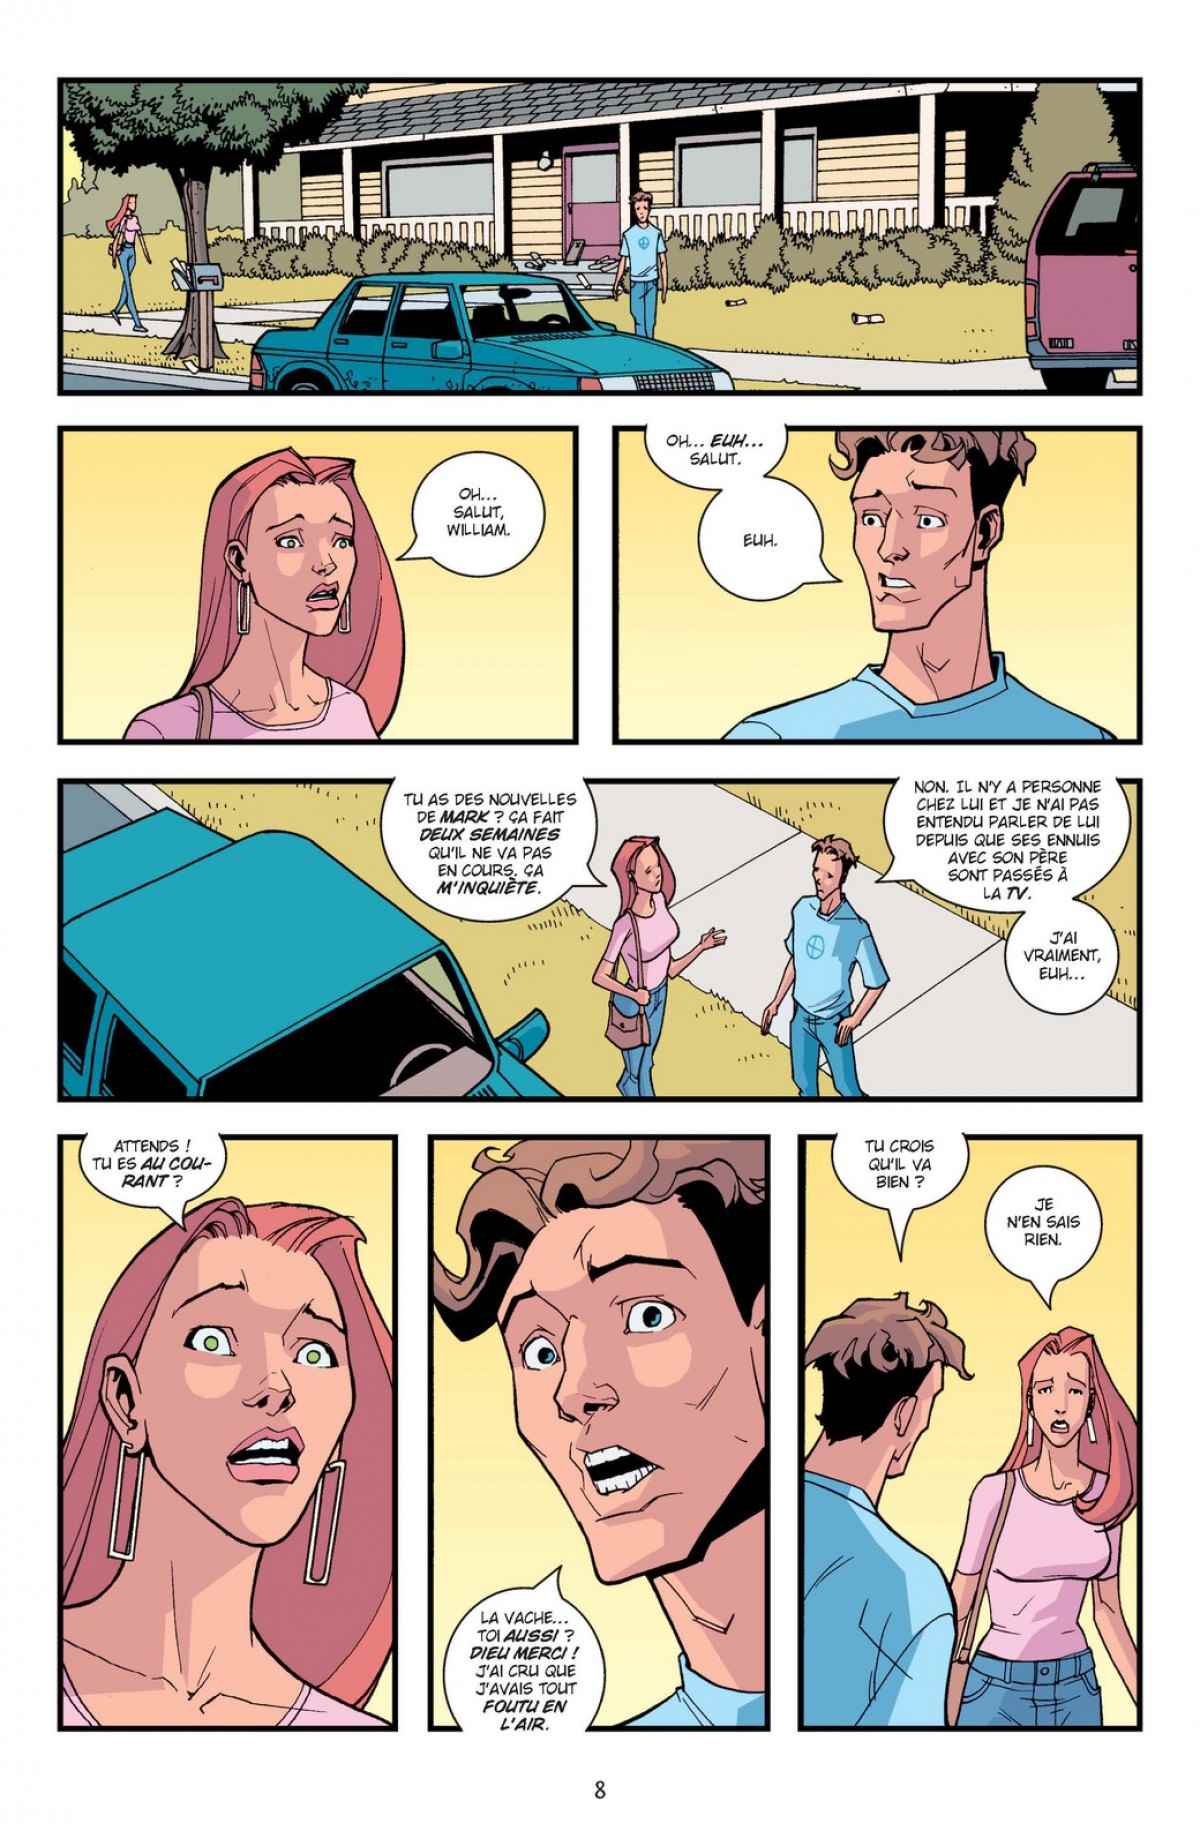 OH...
SALUT,
WILLIAM.
OH... EUH...
SALUT.
EUH.
TU AS DES NOUVELLES
DE MARK ? ÇA FAIT
DEUX SEMAINES
QU'IL NE VA PAS
EN COURS. ÇA
M'INQUIÈTE.
NON. IL N'Y A PERSONNE
CHEZ LUI ET JE N'AI PAS
ENTENDU PARLER DE LUI
DEPUIS QUE SES ENNUIS
AVEC SON PÈRE
SONT PASSÉS À
LA TV.
J'AI
VRAIMENT,
EUH...
ATTENDS !
TU ES AU COU-
RANT ?
LA VACHE...
TOI AUSSI ?
DIEU MERCI !
J'AI CRU QUE
J'AVAIS TOUT
FOUTU EN
L'AIR.
TU CROIS
QU'IL VA
BIEN ?
JE
N'EN SAIS
RIEN.
8